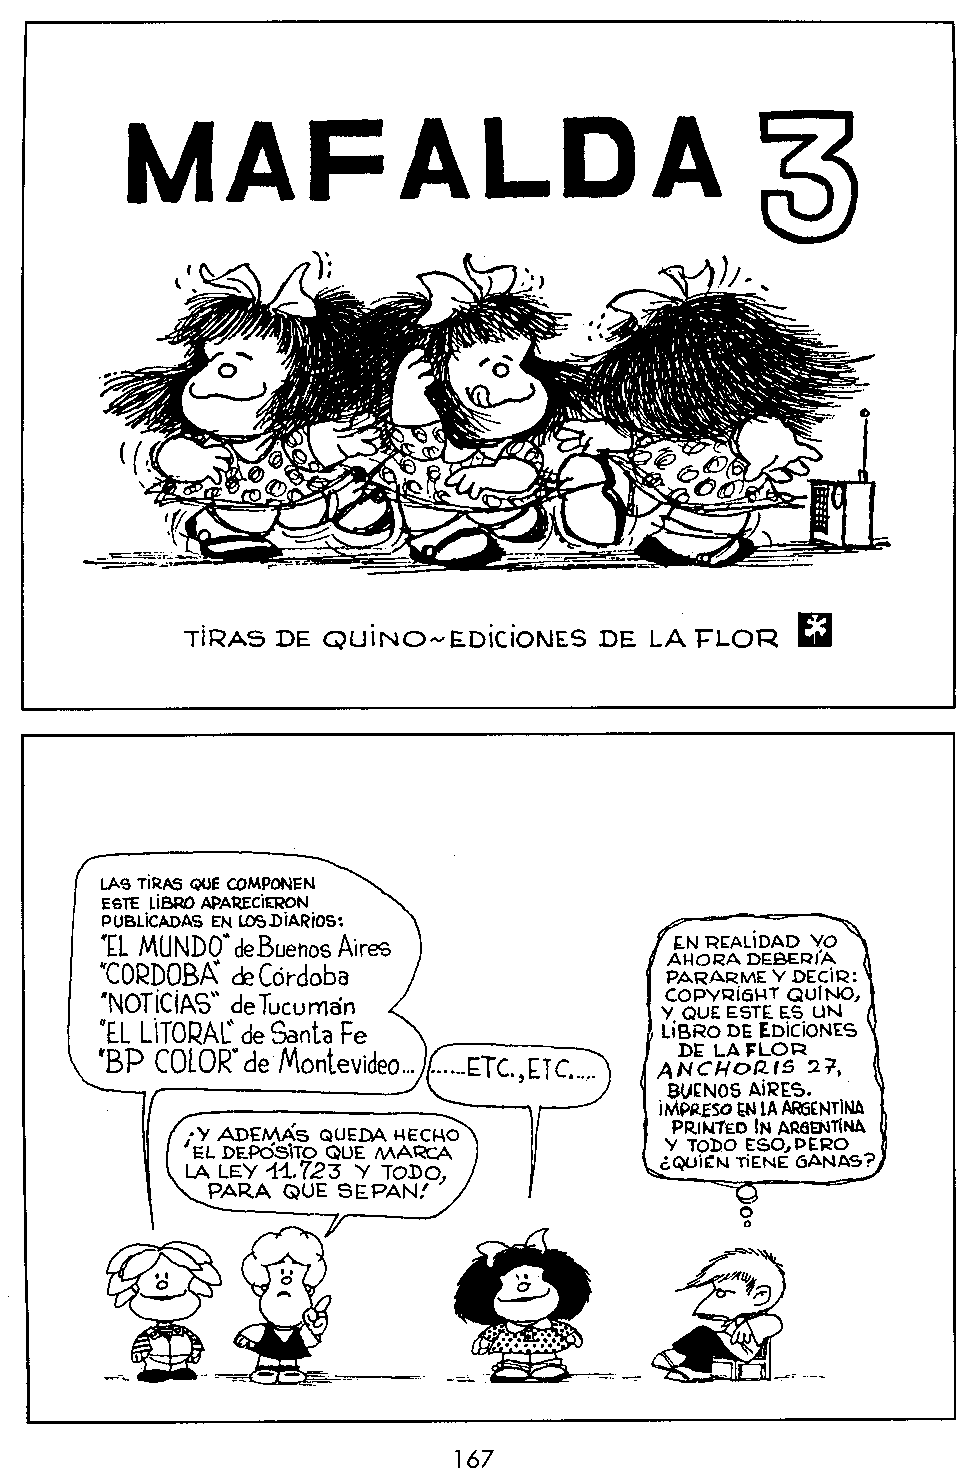 MAFALDA 3
TIRAS DE QUINO~EDICIONES DE LA FLOR
LAS TIRAS QUE COMPONEN
ESTE LIBRO APARECIERON
PUBLICADAS EN LOS DIARIOS:
"EL MUNDO" de Buenos Aires
"CORDOBA" de Córdoba
"NOTICIAS" de Tucumán
"EL LITORAL" de Santa Fe
"BP COLOR" de Montevideo...
......ETC., ETC.....
¡Y ADEMÁS QUEDA HECHO
EL DEPÓSITO QUE MARCA
LA LEY 11.723 Y TODO,
PARA QUE SEPAN!
EN REALIDAD YO
AHORA DEBERÍA
PARARME Y DECIR:
COPYRIGHT QUINO,
Y QUE ESTE ES UN
LIBRO DE EDICIONES
DE LA FLOR
ANCHORIS 27,
BUENOS AIRES.
IMPRESO EN LA ARGENTINA
PRINTED IN ARGENTINA
Y TODO ESO, PERO
¿QUIÉN TIENE GANAS?
167